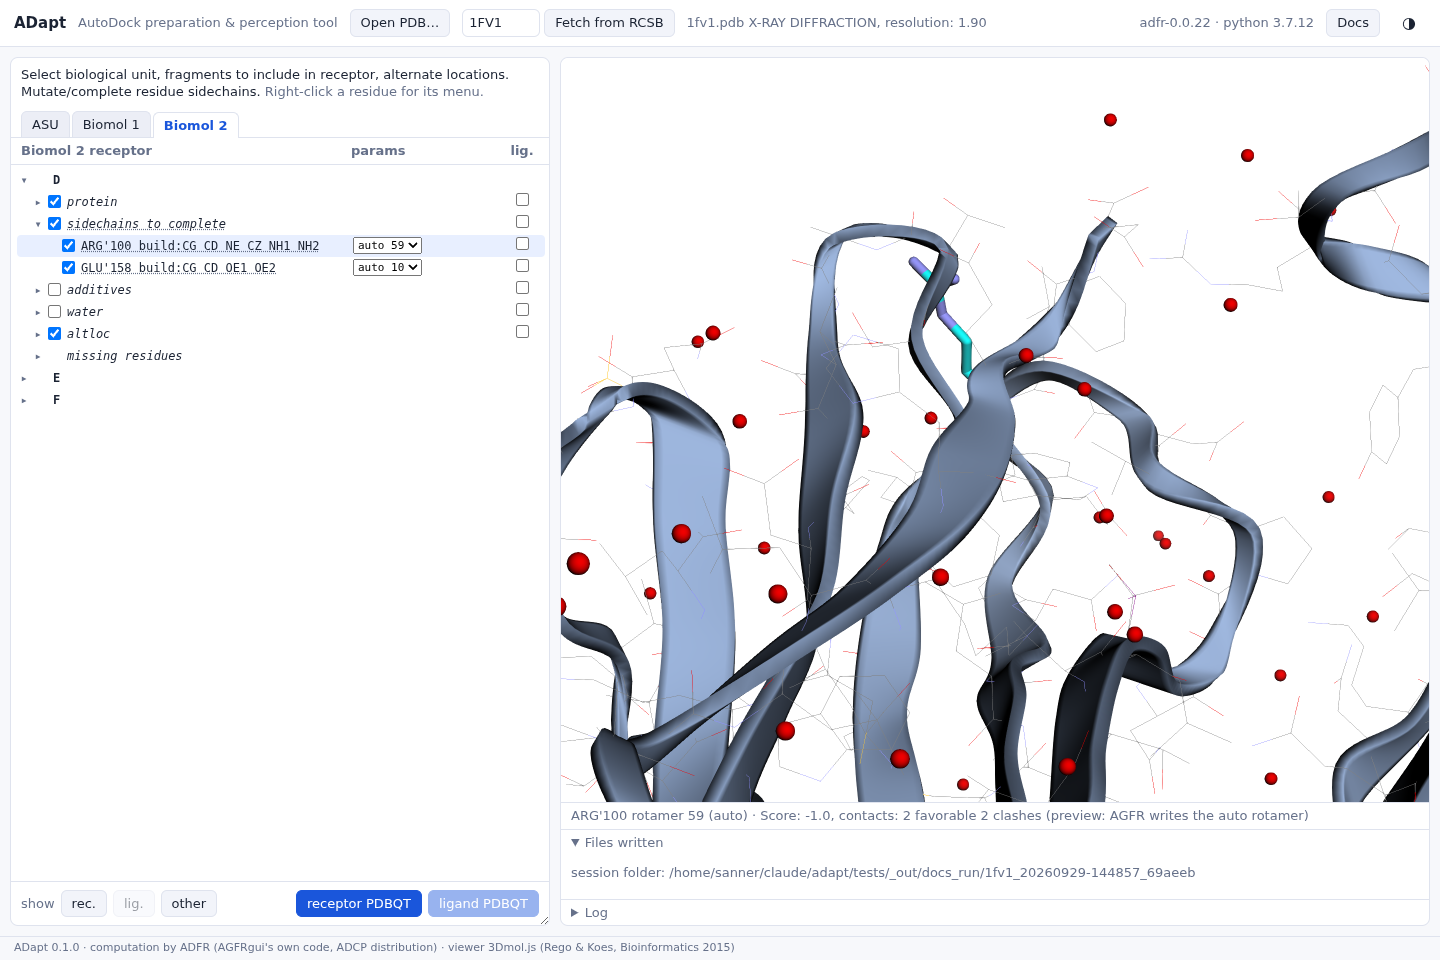 ADapt AutoDock preparation & perception tool Open PDB... 1FV1 Fetch from RCSB 1fv1.pdb X-RAY DIFFRACTION, resolution: 1.90 adfr-0.0.22 · python 3.7.12 Docs
Select biological unit, fragments to include in receptor, alternate locations.
Mutate/complete residue sidechains. Right-click a residue for its menu.
ASU Biomol 1 Biomol 2
Biomol 2 receptor params lig.
D
protein
sidechains to complete
ARG'100 build:CG CD NE CZ NH1 NH2 auto 59
GLU'158 build:CG CD OE1 OE2 auto 10
additives
water
altloc
missing residues
E
F
show rec. lig. other receptor PDBQT ligand PDBQT
ARG'100 rotamer 59 (auto) · Score: -1.0, contacts: 2 favorable 2 clashes (preview: AGFR writes the auto rotamer)
Files written
session folder: /home/sanner/claude/adapt/tests/_out/docs_run/1fv1_20260929-144857_69aeeb
Log
ADapt 0.1.0 · computation by ADFR (AGFRgui's own code, ADCP distribution) · viewer 3Dmol.js (Rego & Koes, Bioinformatics 2015)